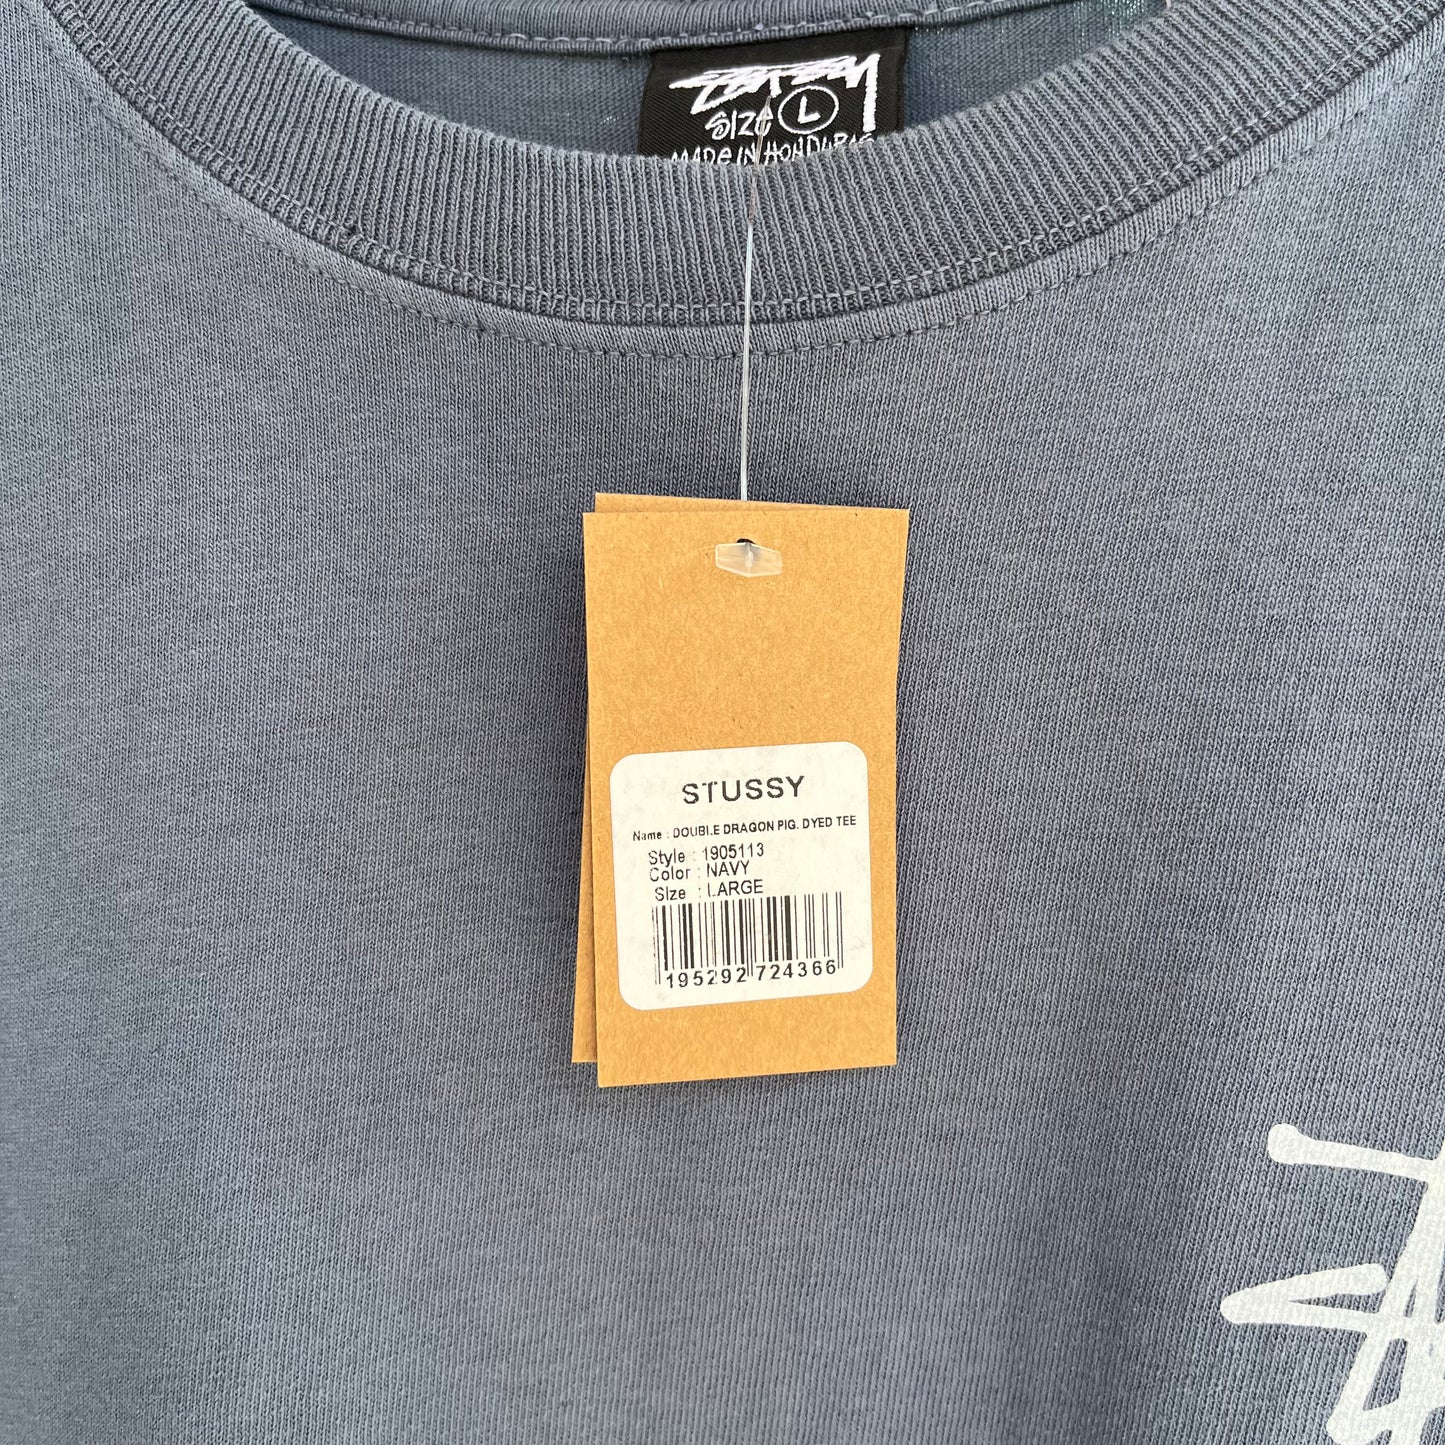 Stussy
SIZE L
MADE IN HONDURAS
STUSSY
Name : DOUBLE DRAGON PIG. DYED TEE
Style : 1905113
Color : NAVY
Size : LARGE
195292 724366